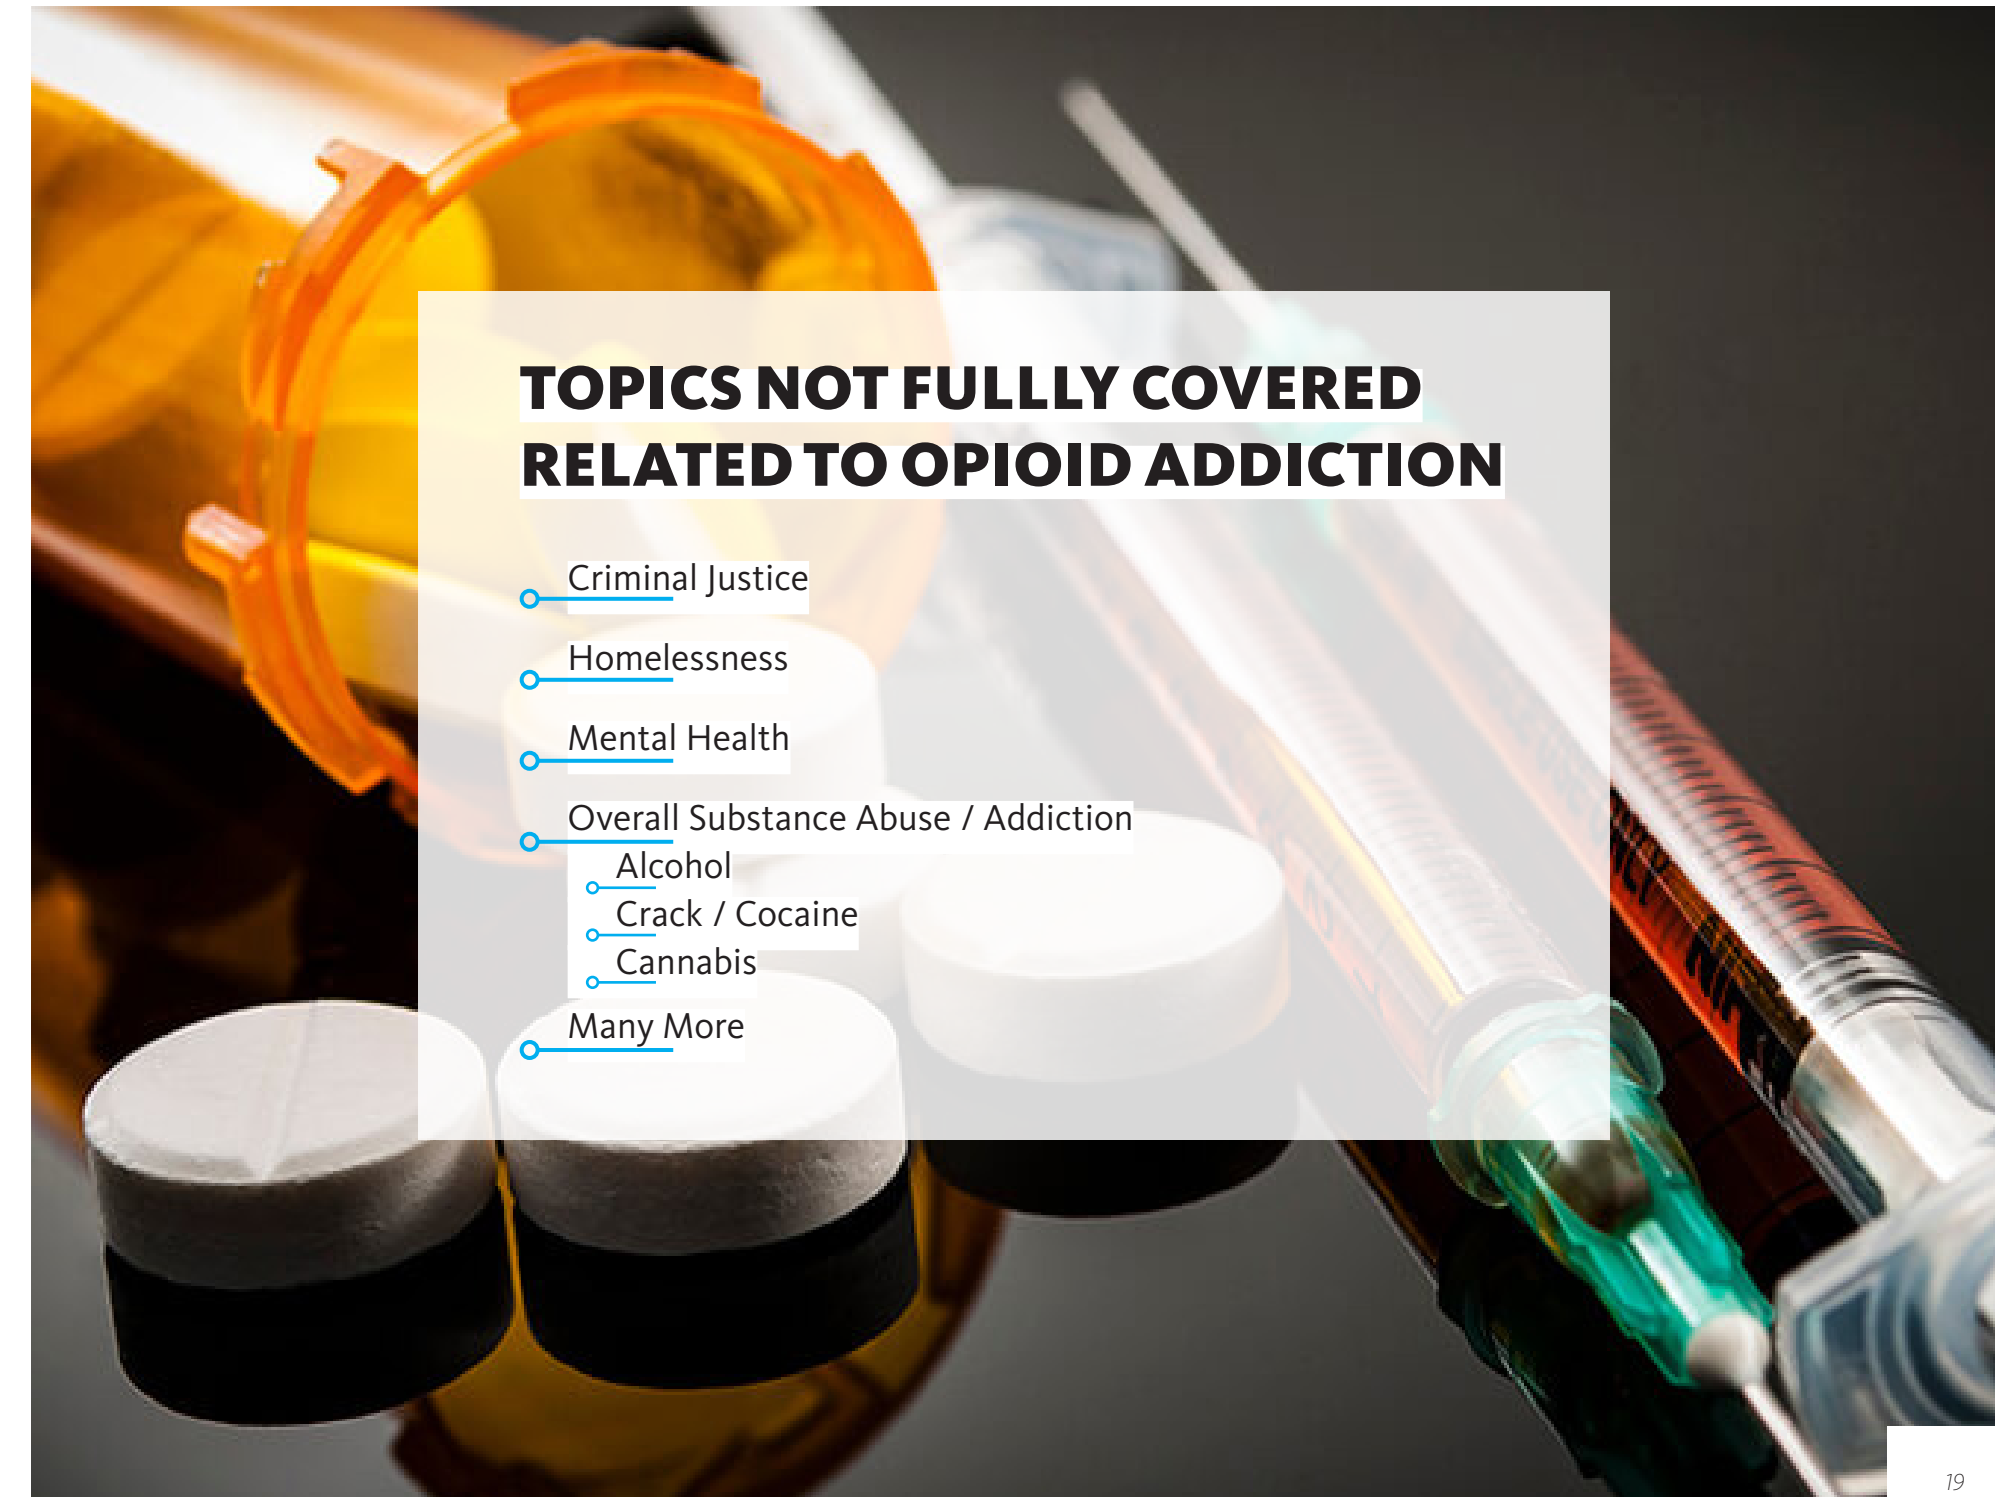 TOPICS NOT FULLLY COVERED
RELATED TO OPIOID ADDICTION
Criminal Justice
Homelessness
Mental Health
Overall Substance Abuse / Addiction
Alcohol
Crack / Cocaine
Cannabis
Many More
19